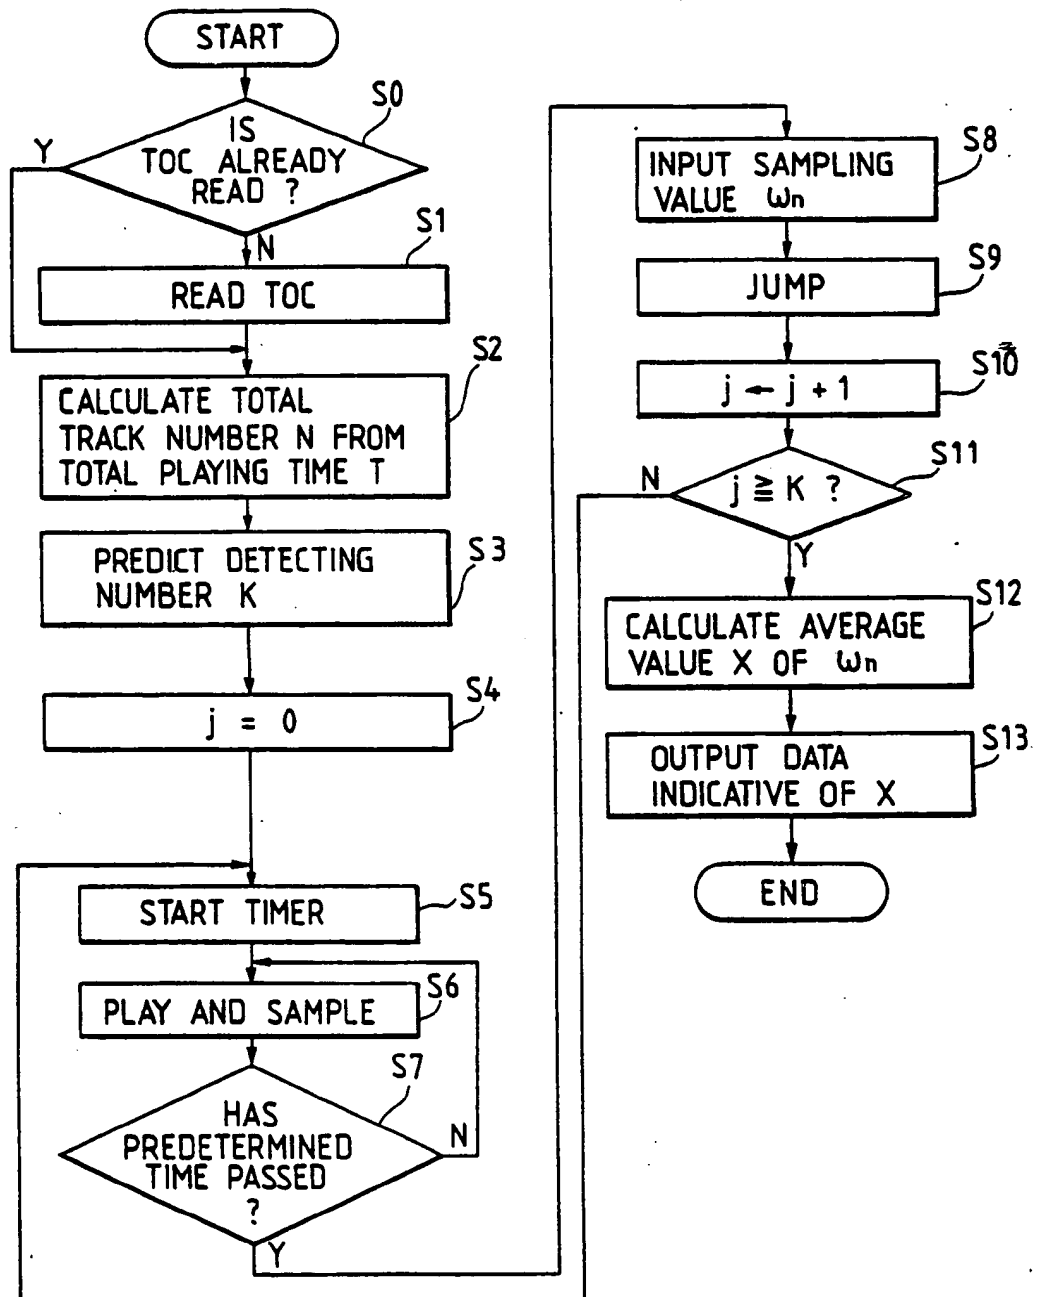 START
S0
IS
TOC ALREADY
READ ?
Y
N
S1
READ TOC
S2
CALCULATE TOTAL
TRACK NUMBER N FROM
TOTAL PLAYING TIME T
S3
PREDICT DETECTING
NUMBER K
S4
j = 0
S5
START TIMER
S6
PLAY AND SAMPLE
S7
HAS
PREDETERMINED
TIME PASSED
?
N
Y
S8
INPUT SAMPLING
VALUE ωn
S9
JUMP
S10
j ← j + 1
S11
j ≧ K ?
N
Y
S12
CALCULATE AVERAGE
VALUE X OF ωn
S13
OUTPUT DATA
INDICATIVE OF X
END